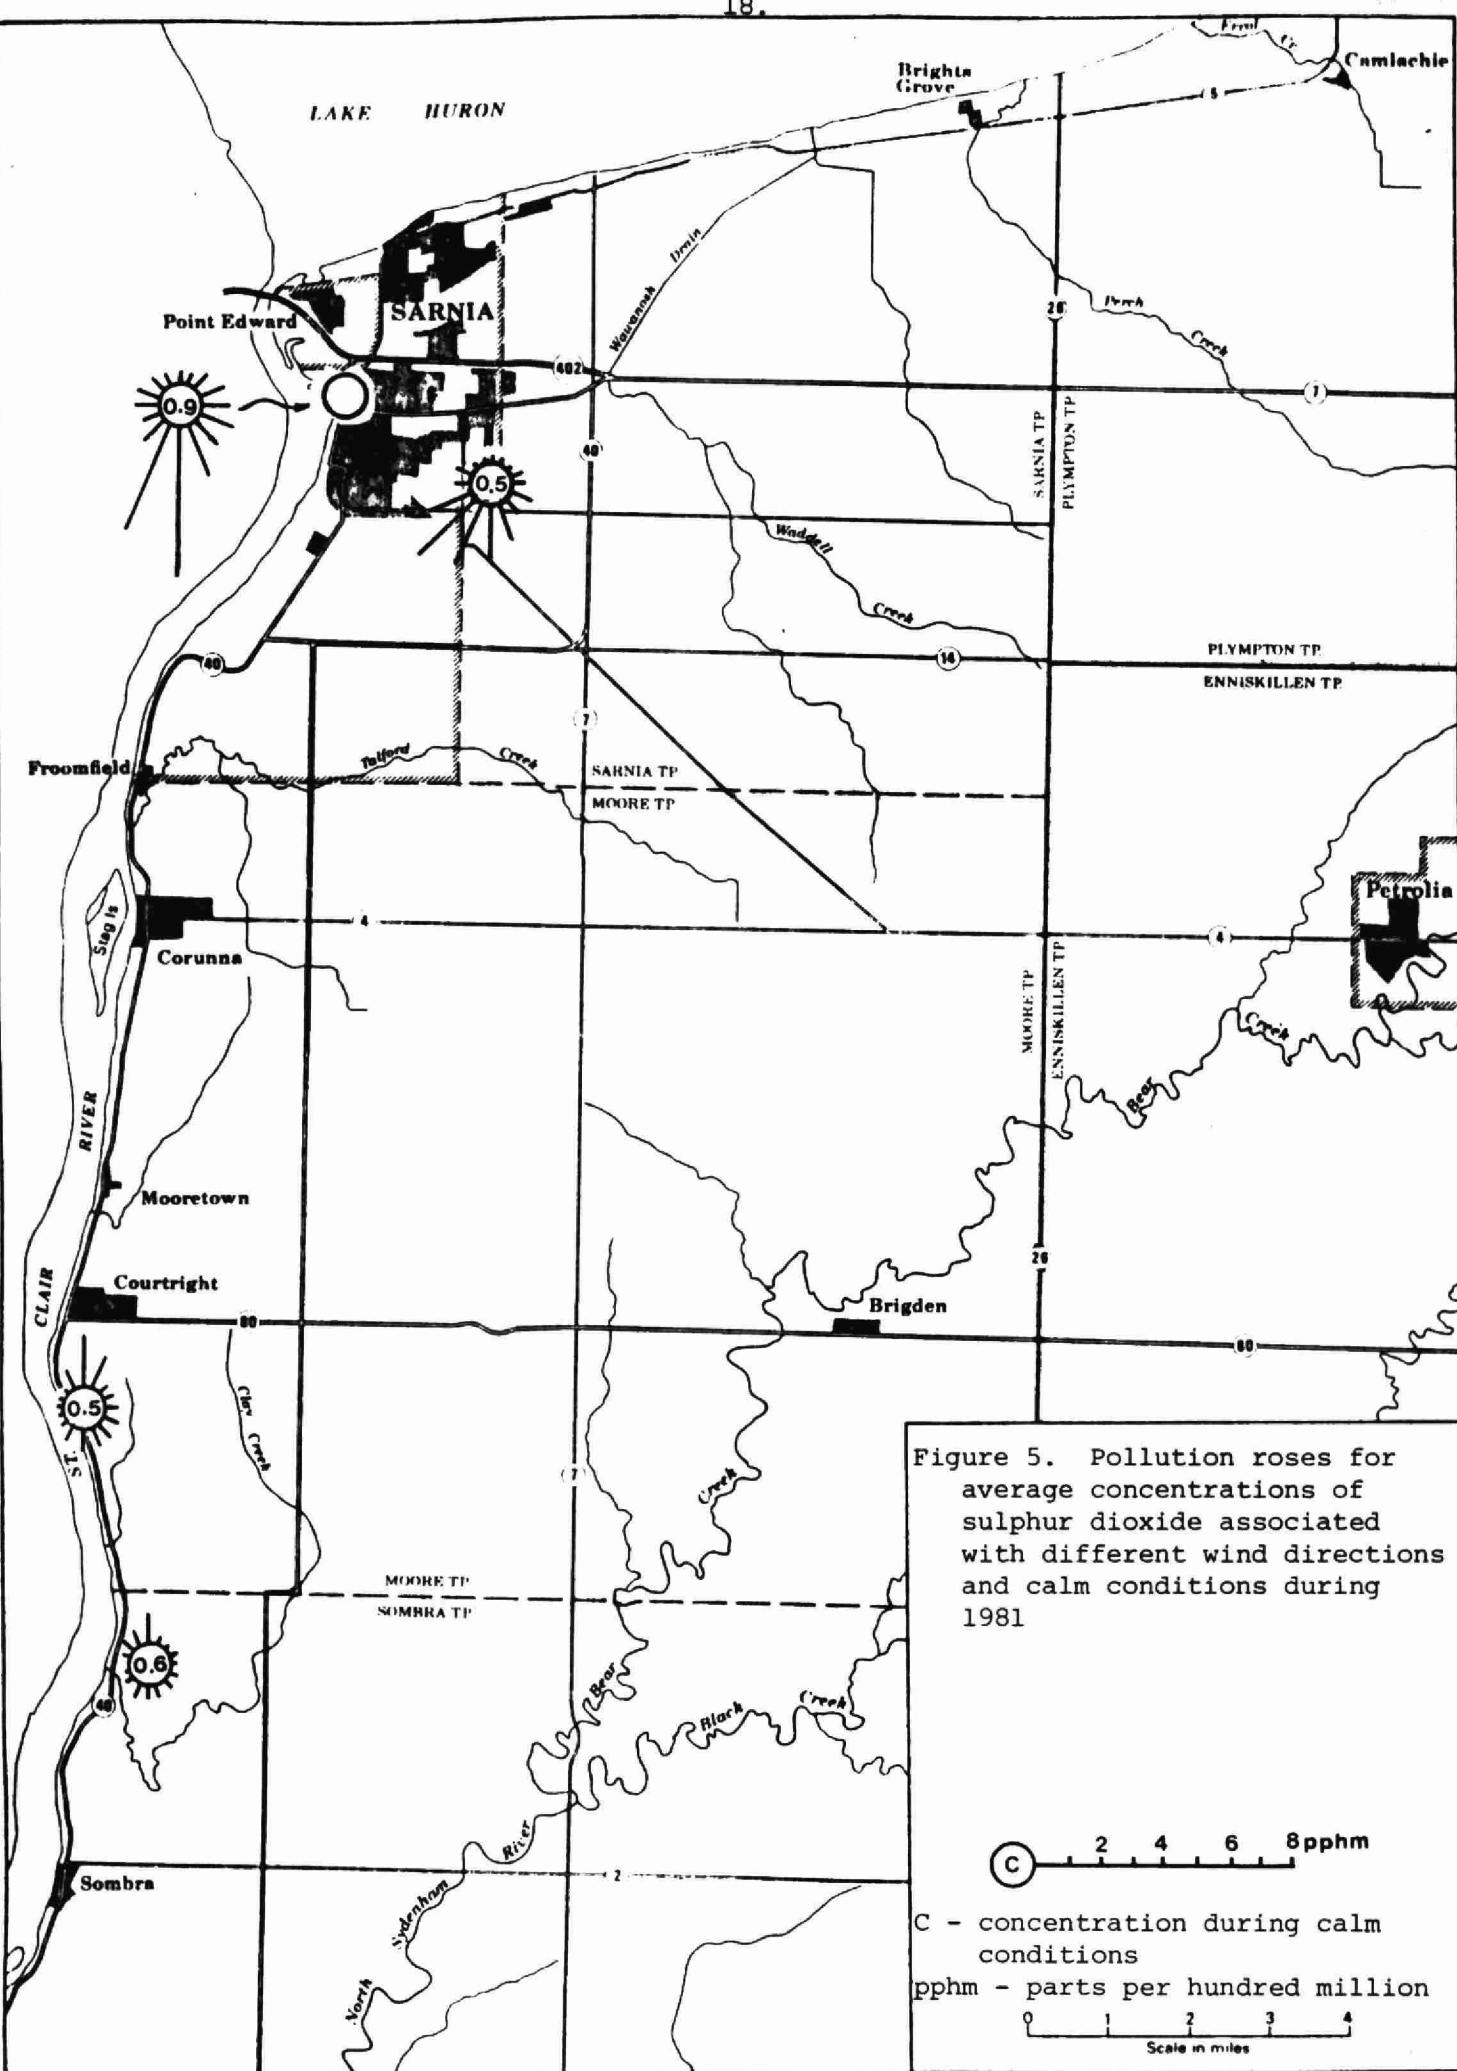 18.
LAKE HURON
Brights
Grove
Camlachie
6
Drain
Wawanosh
Point Edward
SARNIA
402
26
Perch
Creek
7
0.9
40
SARNIA TP
PLYMPTON TP
0.5
Waddell
Creek
40
14
PLYMPTON TP.
ENNISKILLEN TP.
7
Froomfield
Talford
Creek
SARNIA TP
MOORE TP
Stag Is
4
Corunna
Petrolia
4
MOORE TP
ENNISKILLEN TP
Creek
Bear
RIVER
Mooretown
CLAIR
Courtright
80
26
Brigden
80
0.5
ST.
Clay
Creek
7
Creek
MOORE TP
SOMBRA TP
0.6
40
Bear
Black
Creek
Sombra
River
2
Sydenham
North
Figure 5. Pollution roses for
average concentrations of
sulphur dioxide associated
with different wind directions
and calm conditions during
1981
C 2 4 6 8pphm
C - concentration during calm
conditions
pphm - parts per hundred million
0 1 2 3 4
Scale in miles